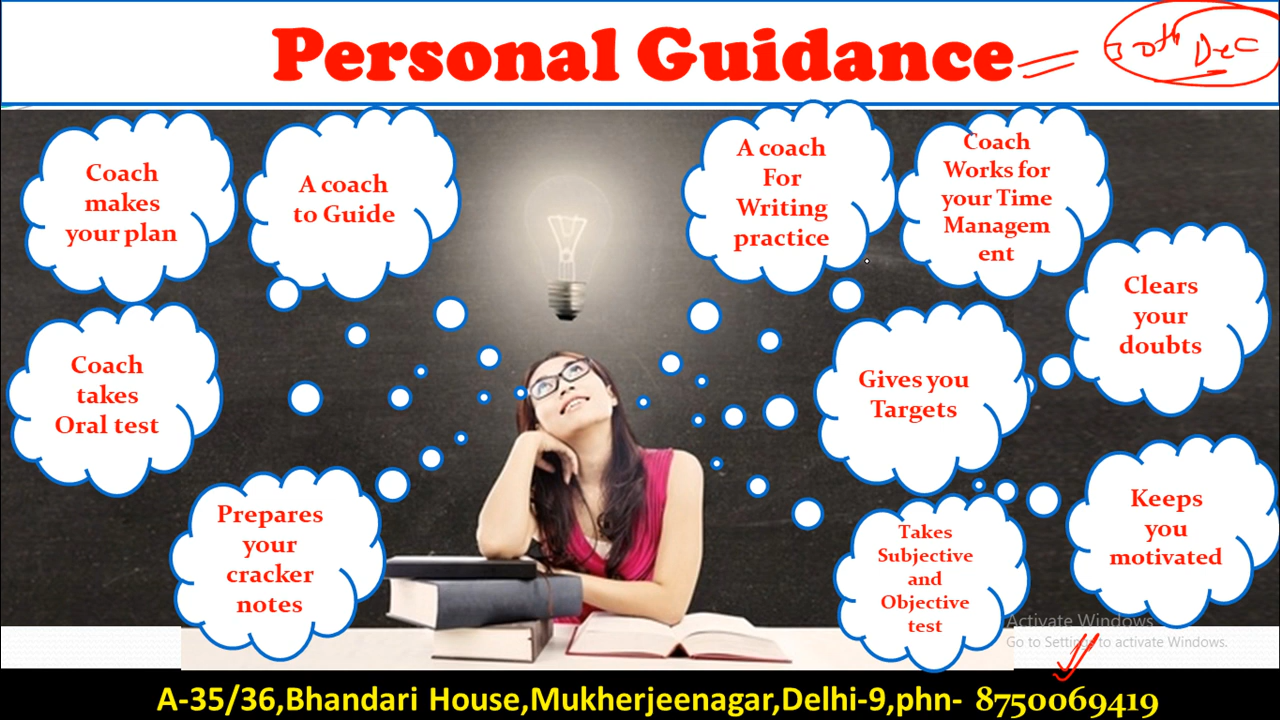 Personal Guidance
30th Dec
Coach
makes
your plan
A coach
to Guide
A coach
For
Writing
practice
Coach
Works for
your Time
Managem
ent
Clears
your
doubts
Coach
takes
Oral test
Gives you
Targets
Prepares
your
cracker
notes
Takes
Subjective
and
Objective
test
Keeps
you
motivated
Activate Windows
Go to Settings to activate Windows.
A-35/36,Bhandari House,Mukherjeenagar,Delhi-9,phn- 8750069419